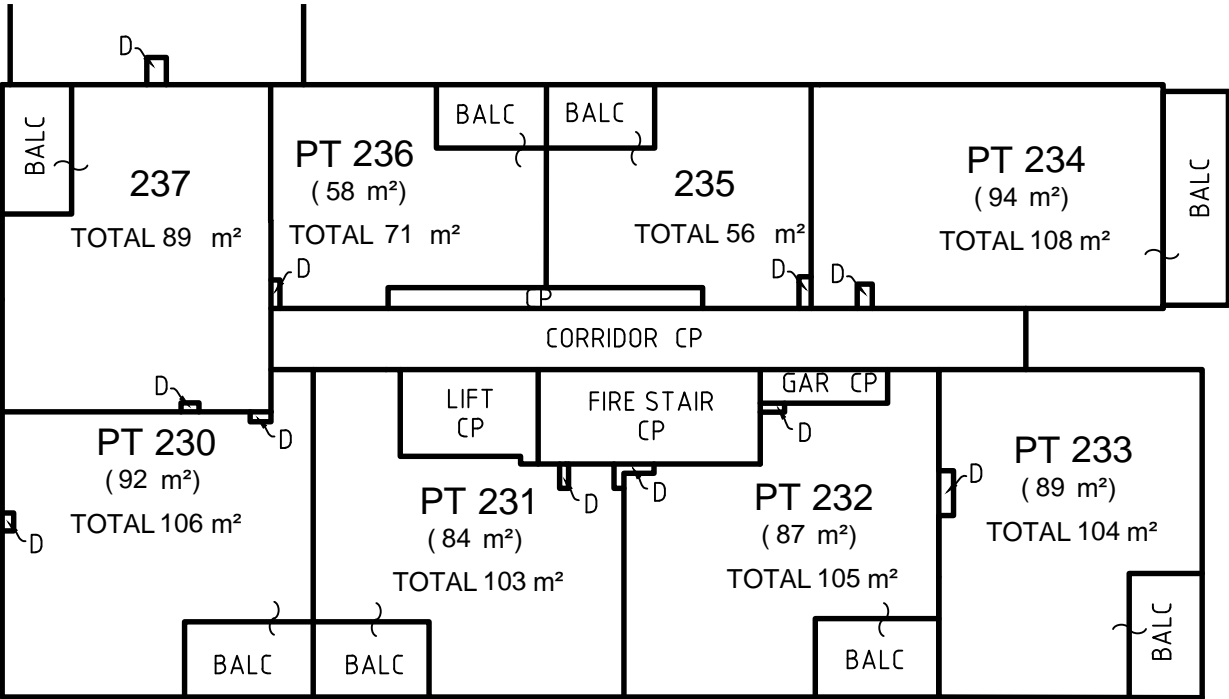 D
BALC
237
TOTAL 89 m²
PT 236
( 58 m²)
TOTAL 71 m²
BALC
BALC
235
TOTAL 56 m²
PT 234
( 94 m²)
TOTAL 108 m²
BALC
D
D
D
CP
CORRIDOR CP
D
D
LIFT
CP
FIRE STAIR
CP
GAR CP
D
PT 230
( 92 m²)
TOTAL 106 m²
D
PT 231
( 84 m²)
TOTAL 103 m²
D
D
PT 232
( 87 m²)
TOTAL 105 m²
D
PT 233
( 89 m²)
TOTAL 104 m²
BALC
BALC
BALC
BALC